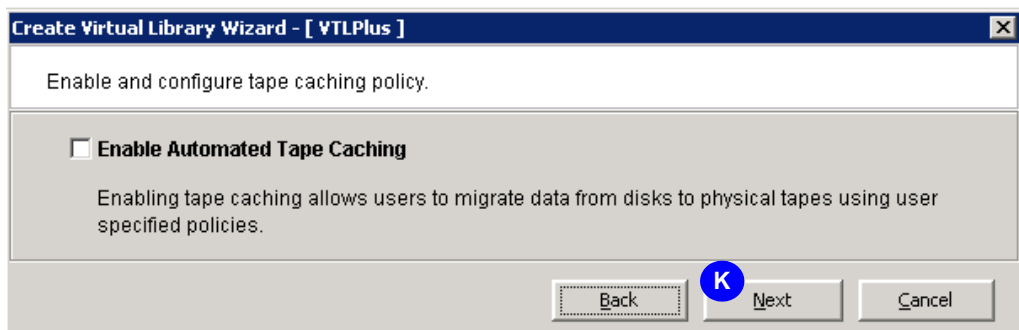 Create Virtual Library Wizard - [ VTLPlus ]
Enable and configure tape caching policy.
Enable Automated Tape Caching
Enabling tape caching allows users to migrate data from disks to physical tapes using user
specified policies.
K
Back Next Cancel